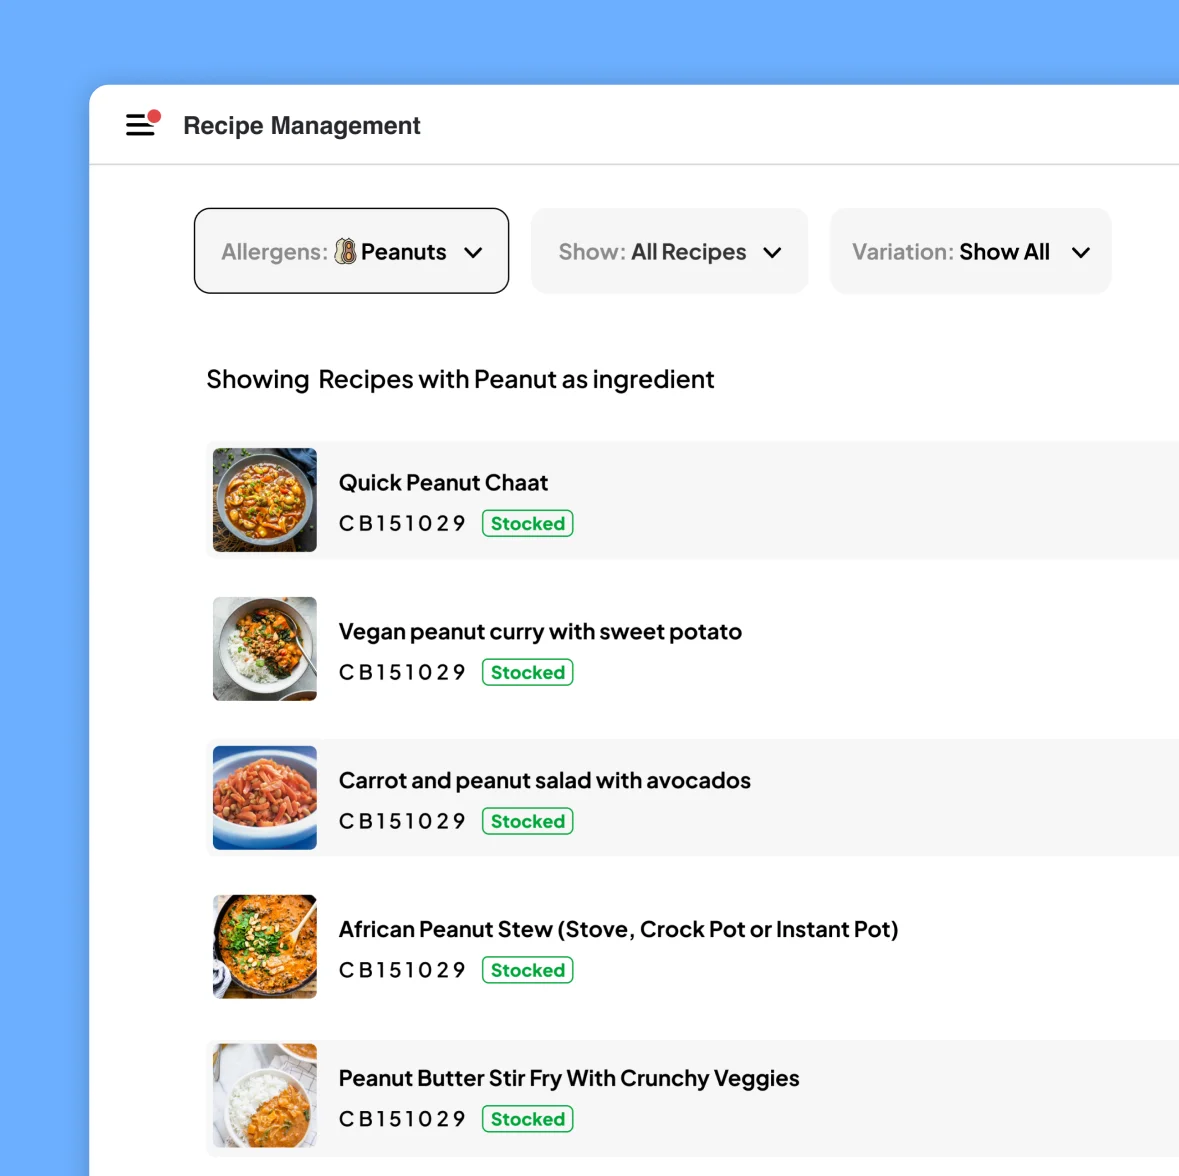 Recipe Management
Allergens: Peanuts
Show: All Recipes
Variation: Show All
Showing Recipes with Peanut as ingredient
Quick Peanut Chaat
CB151029 Stocked
Vegan peanut curry with sweet potato
CB151029 Stocked
Carrot and peanut salad with avocados
CB151029 Stocked
African Peanut Stew (Stove, Crock Pot or Instant Pot)
CB151029 Stocked
Peanut Butter Stir Fry With Crunchy Veggies
CB151029 Stocked